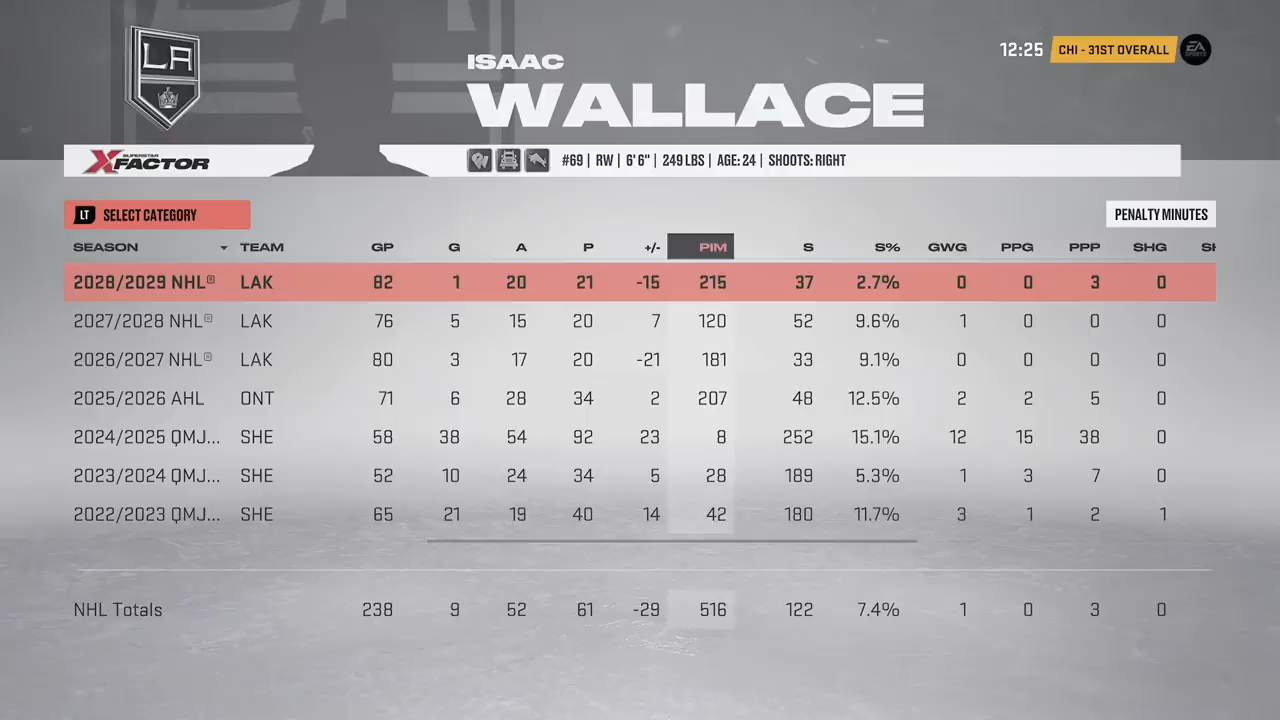 LA
ISAAC
WALLACE
12:25 CHI - 31ST OVERALL EA SPORTS
SUPERSTAR
XFACTOR
#69 | RW | 6' 6" | 249 LBS | AGE: 24 | SHOOTS: RIGHT
LT SELECT CATEGORY
PENALTY MINUTES
SEASON TEAM GP G A P +/- PIM S S% GWG PPG PPP SHG
2028/2029 NHL® LAK 82 1 20 21 -15 215 37 2.7% 0 0 3 0
2027/2028 NHL® LAK 76 5 15 20 7 120 52 9.6% 1 0 0 0
2026/2027 NHL® LAK 80 3 17 20 -21 181 33 9.1% 0 0 0 0
2025/2026 AHL ONT 71 6 28 34 2 207 48 12.5% 2 2 5 0
2024/2025 QMJ... SHE 58 38 54 92 23 8 252 15.1% 12 15 38 0
2023/2024 QMJ... SHE 52 10 24 34 5 28 189 5.3% 1 3 7 0
2022/2023 QMJ... SHE 65 21 19 40 14 42 180 11.7% 3 1 2 1
NHL Totals 238 9 52 61 -29 516 122 7.4% 1 0 3 0